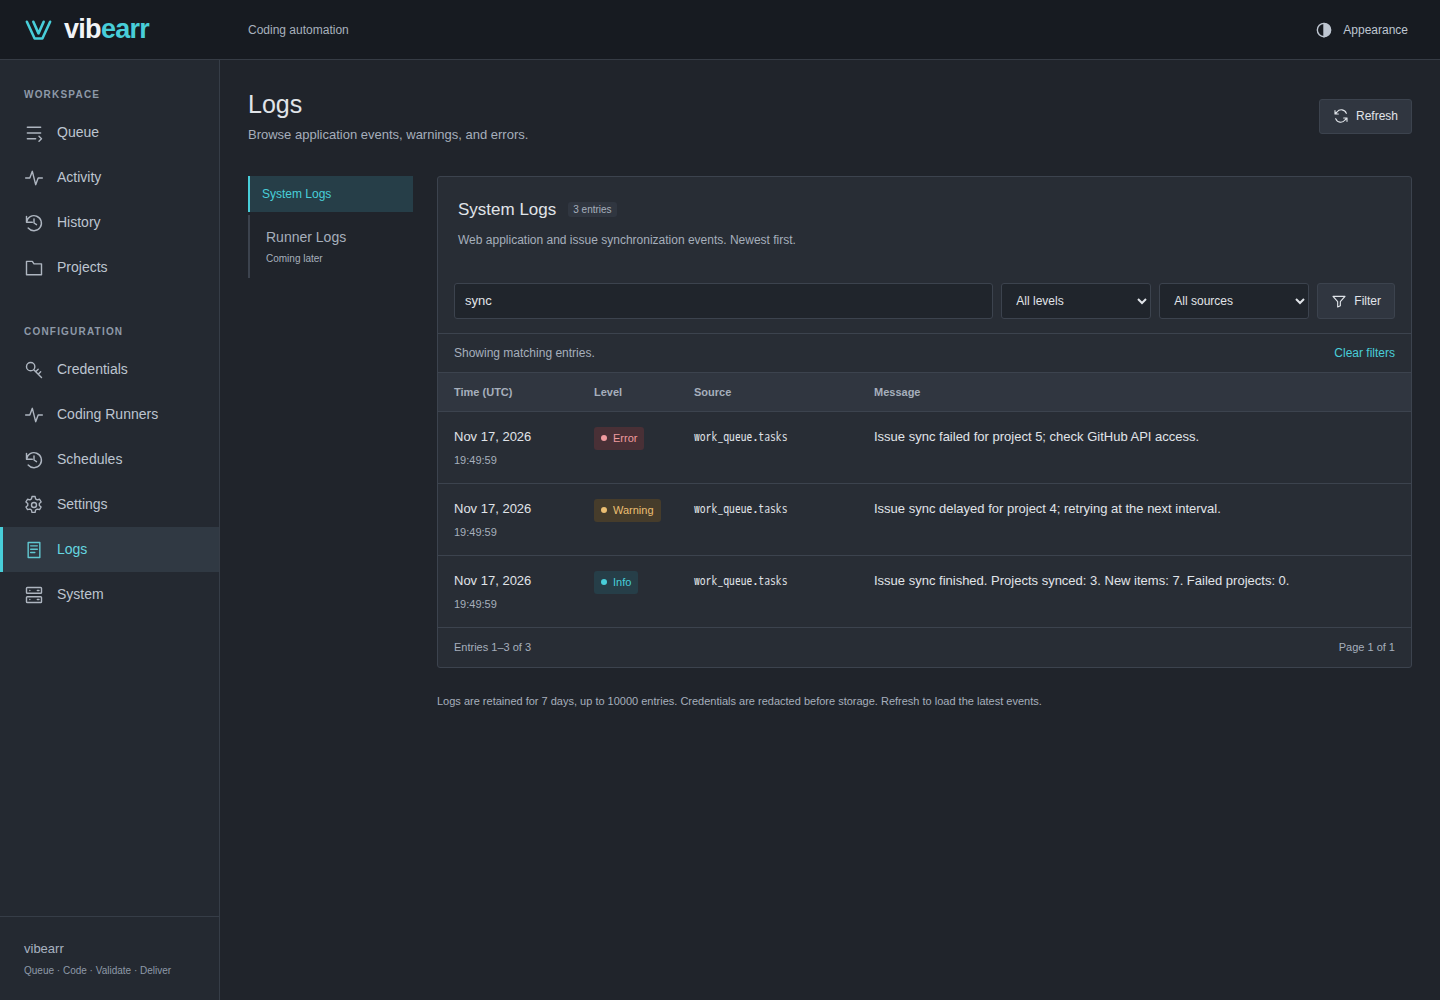 vibearr
Coding automation
Appearance
WORKSPACE
Queue
Activity
History
Projects
CONFIGURATION
Credentials
Coding Runners
Schedules
Settings
Logs
System
vibearr
Queue · Code · Validate · Deliver
Logs
Browse application events, warnings, and errors.
Refresh
System Logs
Runner Logs
Coming later
System Logs 3 entries
Web application and issue synchronization events. Newest first.
sync All levels All sources Filter
Showing matching entries. Clear filters
Time (UTC) Level Source Message
Nov 17, 2026 Error work_queue.tasks Issue sync failed for project 5; check GitHub API access.
19:49:59
Nov 17, 2026 Warning work_queue.tasks Issue sync delayed for project 4; retrying at the next interval.
19:49:59
Nov 17, 2026 Info work_queue.tasks Issue sync finished. Projects synced: 3. New items: 7. Failed projects: 0.
19:49:59
Entries 1–3 of 3 Page 1 of 1
Logs are retained for 7 days, up to 10000 entries. Credentials are redacted before storage. Refresh to load the latest events.